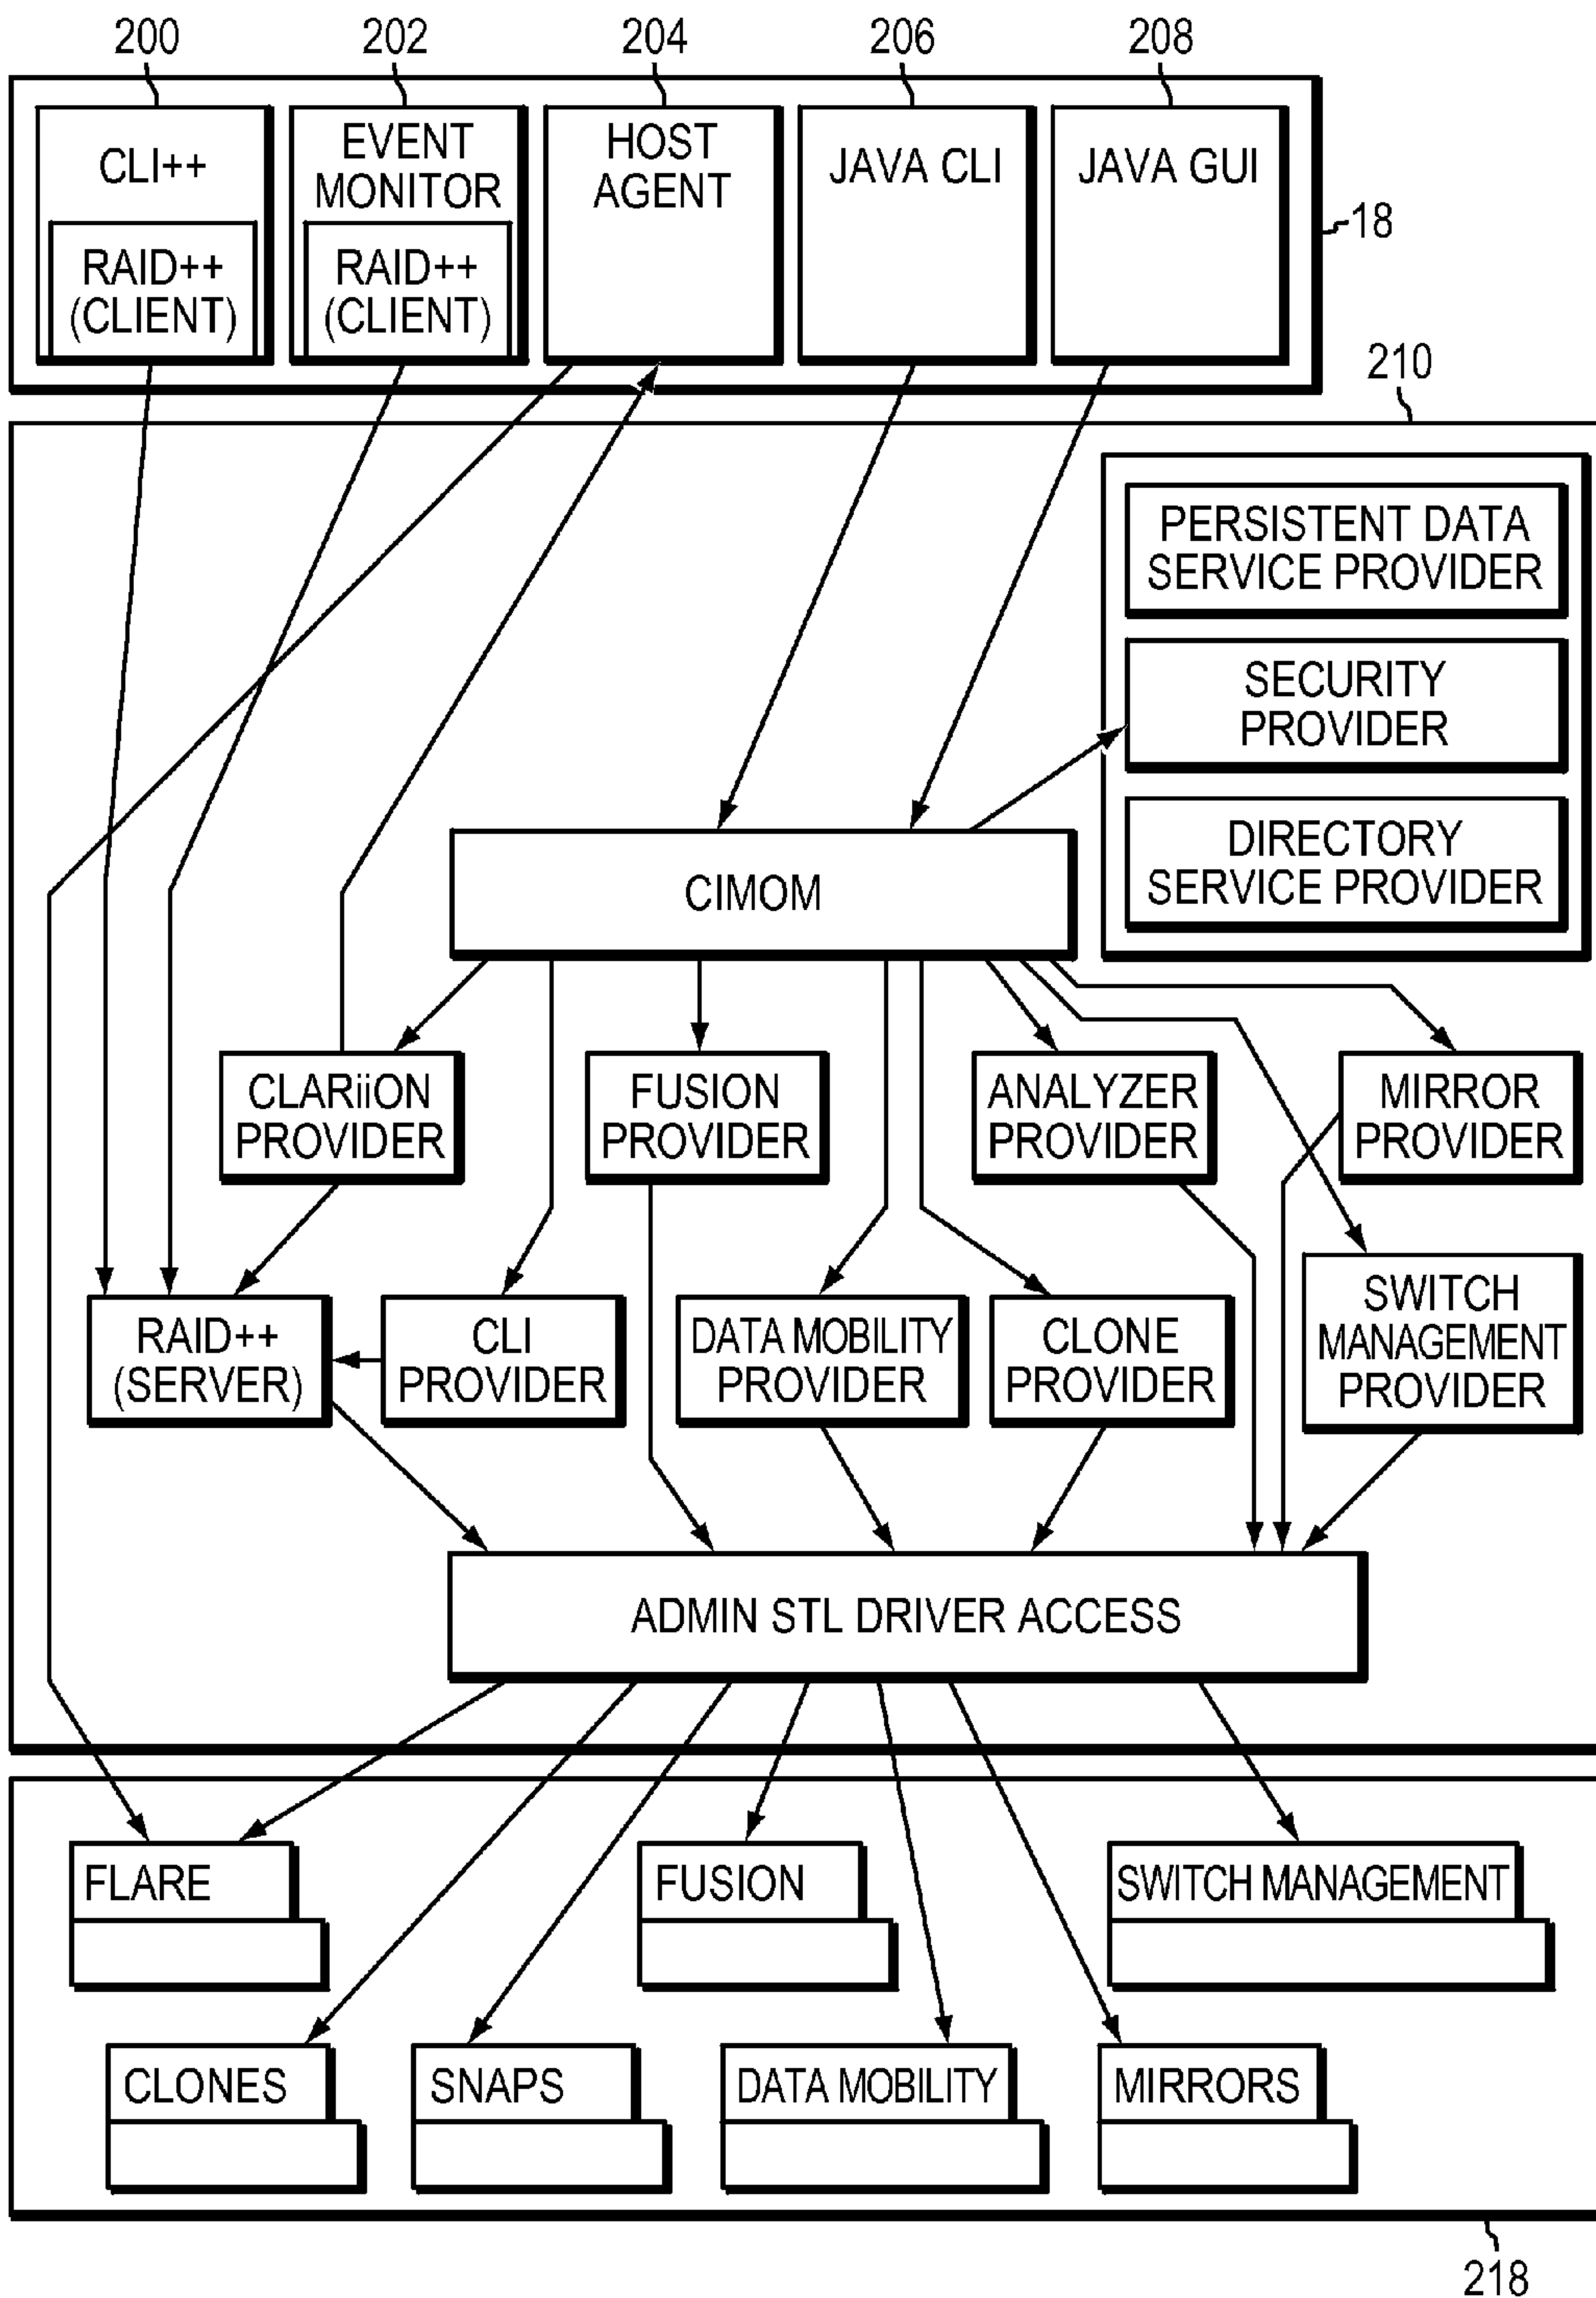 200
202
204
206
208
CLI++
RAID++
(CLIENT)
EVENT
MONITOR
RAID++
(CLIENT)
HOST
AGENT
JAVA CLI
JAVA GUI
18
210
PERSISTENT DATA
SERVICE PROVIDER
SECURITY
PROVIDER
DIRECTORY
SERVICE PROVIDER
CIMOM
CLARiiON
PROVIDER
FUSION
PROVIDER
ANALYZER
PROVIDER
MIRROR
PROVIDER
RAID++
(SERVER)
CLI
PROVIDER
DATA MOBILITY
PROVIDER
CLONE
PROVIDER
SWITCH
MANAGEMENT
PROVIDER
ADMIN STL DRIVER ACCESS
FLARE
FUSION
SWITCH MANAGEMENT
CLONES
SNAPS
DATA MOBILITY
MIRRORS
218